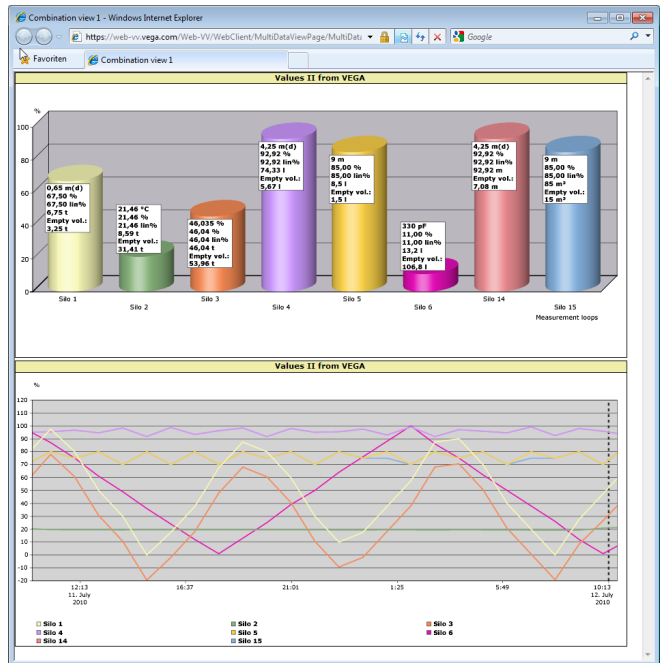 Combination view 1 - Windows Internet Explorer
https://web-vv.vega.com/Web-VV/WebClient/MultiDataViewPage/MultiDat
Google
Favoriten
Combination view 1
Values II from VEGA
%
100
80
60
40
20
0
0,65 m(d)
67,50 %
67,50 lin%
6,75 t
Empty vol.:
3,25 t
21,46 °C
21,46 %
21,46 lin%
8,59 t
Empty vol.:
31,41 t
46,035 %
46,04 %
46,04 lin%
46,04 t
Empty vol.:
53,96 t
4,25 m(d)
92,92 %
92,92 lin%
74,33 l
Empty vol.:
5,67 l
9 m
85,00 %
85,00 lin%
8,5 l
Empty vol.:
1,5 l
330 pF
11,00 %
11,00 lin%
13,2 l
Empty vol.:
106,8 l
4,25 m(d)
92,92 %
92,92 lin%
92,92 m
Empty vol.:
7,08 m
9 m
85,00 %
85,00 lin%
85 m³
Empty vol.:
15 m³
Silo 1
Silo 2
Silo 3
Silo 4
Silo 5
Silo 6
Silo 14
Silo 15
Measurement loops
Values II from VEGA
%
120
110
100
90
80
70
60
50
40
30
20
10
0
-10
-20
12:13
11. July
2010
16:37
21:01
1:25
5:49
10:13
12. July
2010
Silo 1
Silo 2
Silo 3
Silo 4
Silo 5
Silo 6
Silo 14
Silo 15